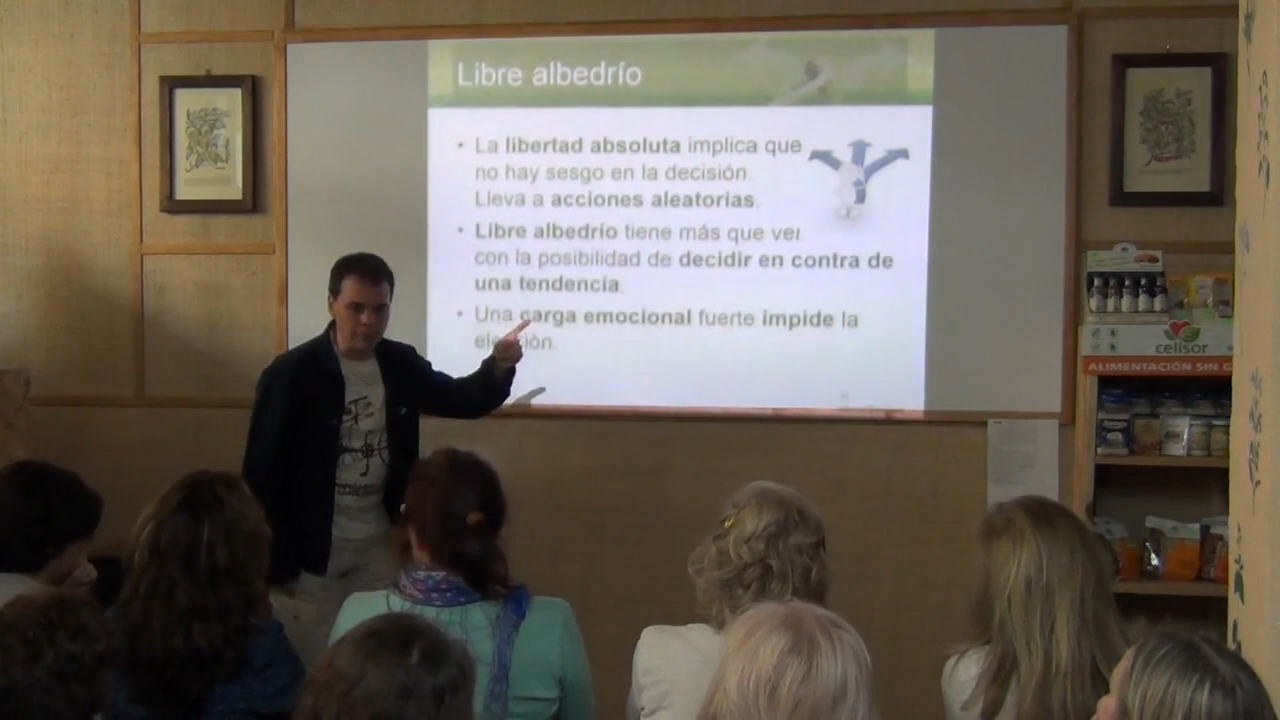 Libre albedrío
• La libertad absoluta implica que
no hay sesgo en la decisión.
Lleva a acciones aleatorias.
• Libre albedrío tiene más que ver
con la posibilidad de decidir en contra de
una tendencia.
• Una carga emocional fuerte impide la
celisor
ALIMENTACIÓN SIN G